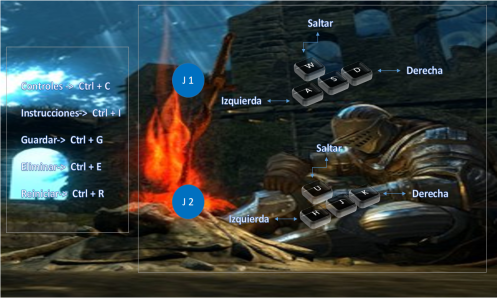 Controles -> Ctrl + C
Instrucciones-> Ctrl + I
Guardar-> Ctrl + G
Eliminar-> Ctrl + E
Reiniciar-> Ctrl + R
J 1
Saltar
W
A S D
Izquierda
Derecha
J 2
Saltar
U
H J K
Izquierda
Derecha